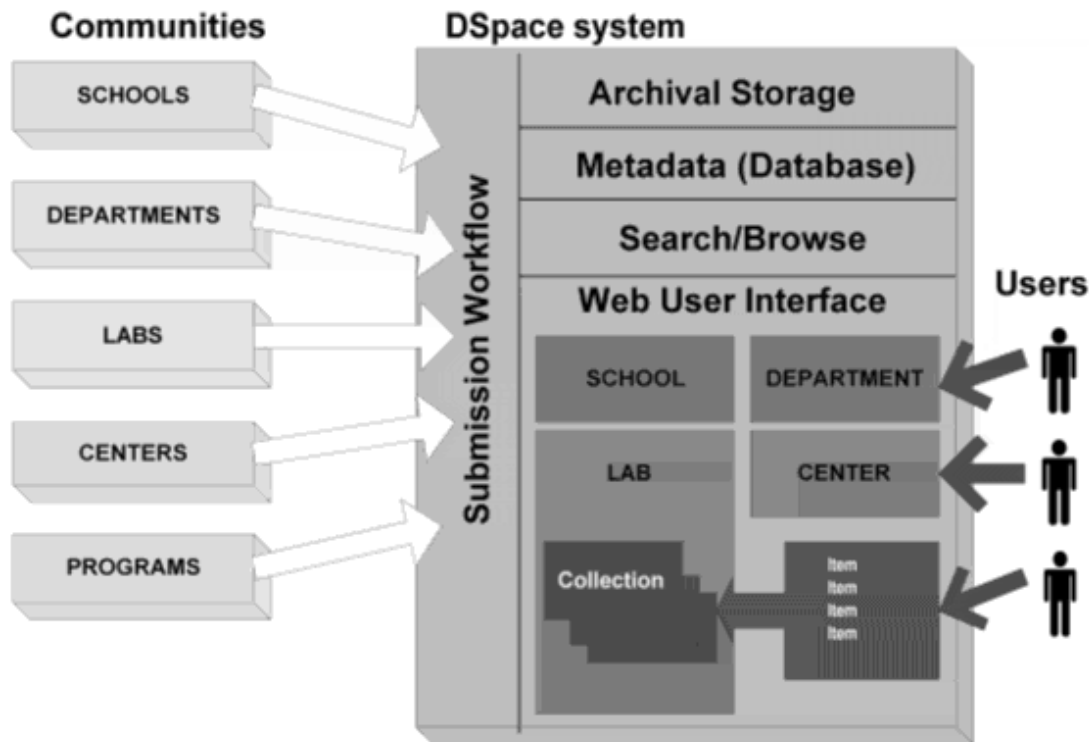 Communities
SCHOOLS
DEPARTMENTS
LABS
CENTERS
PROGRAMS
DSpace system
Submission Workflow
Archival Storage
Metadata (Database)
Search/Browse
Web User Interface
SCHOOL
DEPARTMENT
LAB
CENTER
Collection
Item
Item
Item
Item
Users